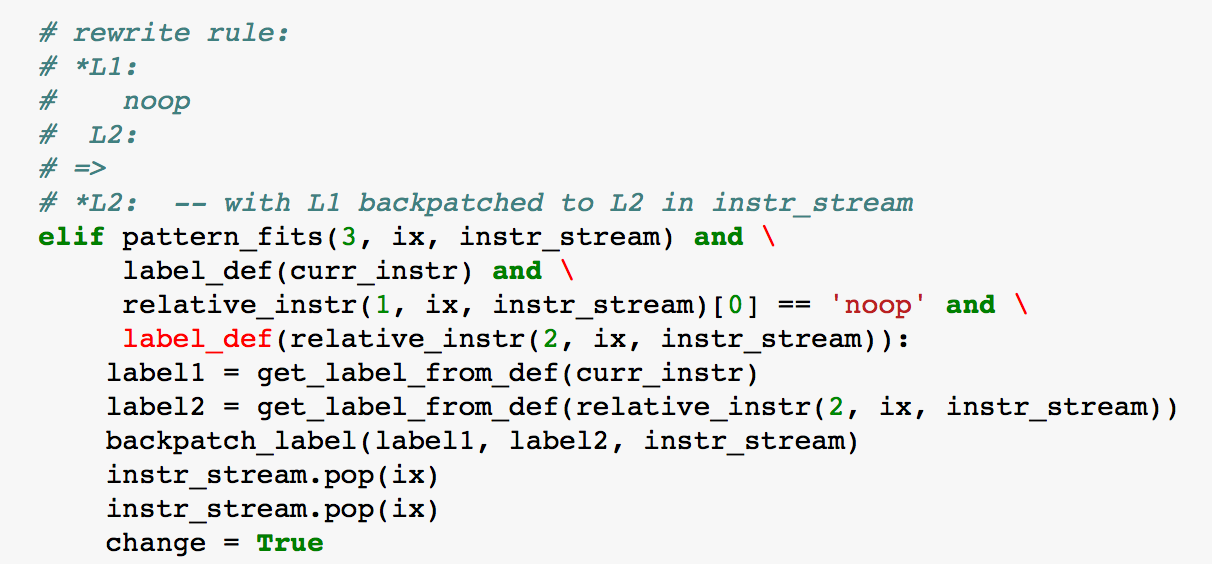 # rewrite rule:
# *L1:
#    noop
#  L2:
# =>
# *L2:  -- with L1 backpatched to L2 in instr_stream
elif pattern_fits(3, ix, instr_stream) and \
     label_def(curr_instr) and \
     relative_instr(1, ix, instr_stream)[0] == 'noop' and \
     label_def(relative_instr(2, ix, instr_stream)):
    label1 = get_label_from_def(curr_instr)
    label2 = get_label_from_def(relative_instr(2, ix, instr_stream))
    backpatch_label(label1, label2, instr_stream)
    instr_stream.pop(ix)
    instr_stream.pop(ix)
    change = True